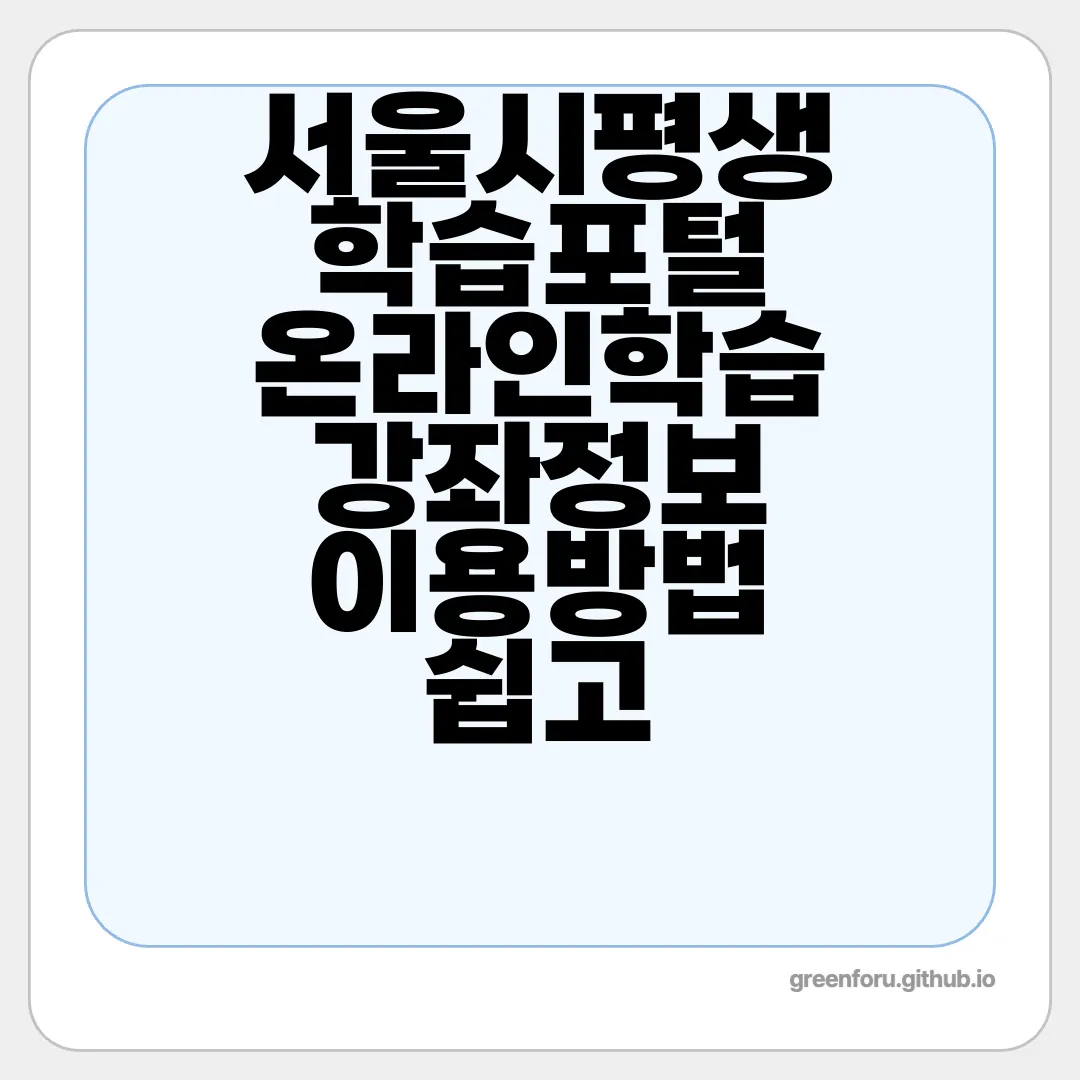 서울시평생
학습포털
온라인학습
강좌정보
이용방법
쉽고
greenforu.github.io